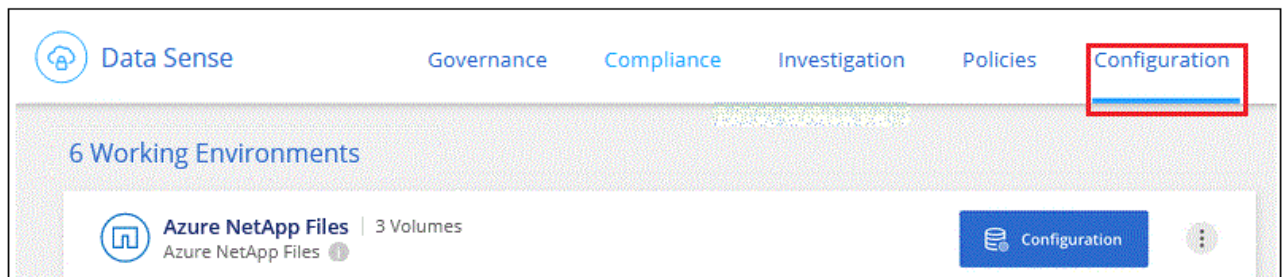 Data Sense Governance Compliance Investigation Policies Configuration
6 Working Environments
Azure NetApp Files | 3 Volumes
Azure NetApp Files
Configuration